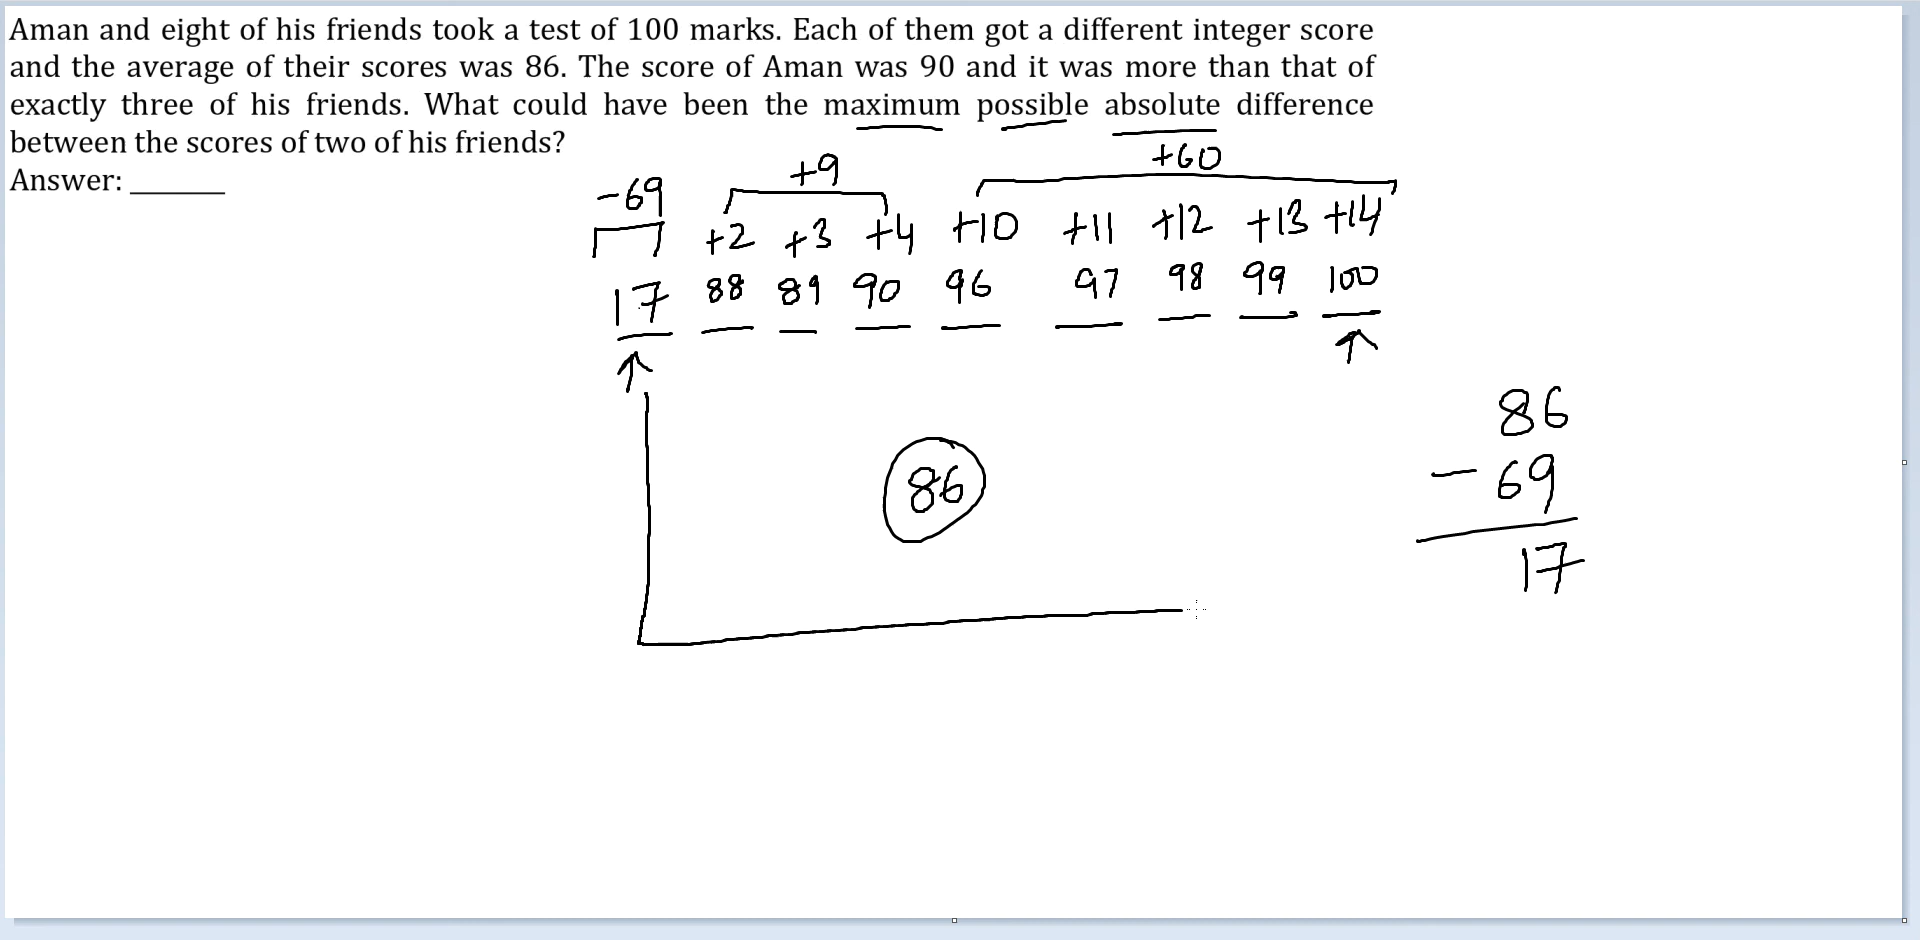 Aman and eight of his friends took a test of 100 marks. Each of them got a different integer score
and the average of their scores was 86. The score of Aman was 90 and it was more than that of
exactly three of his friends. What could have been the maximum possible absolute difference
between the scores of two of his friends?
Answer: ________
-69 +9 +60
+2 +3 +4 +10 +11 +12 +13 +14
17 88 89 90 96 97 98 99 100
86
86
- 69
17